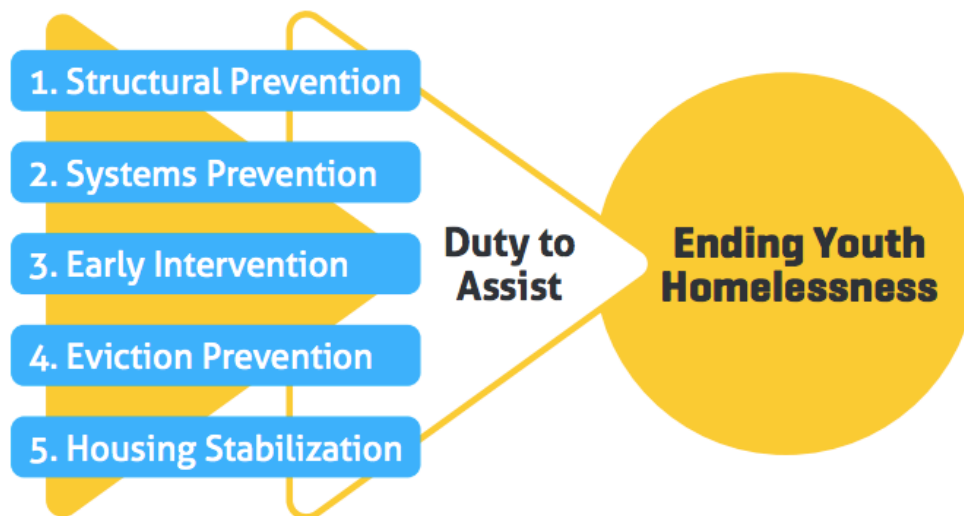 1. Structural Prevention
2. Systems Prevention
3. Early Intervention
4. Eviction Prevention
5. Housing Stabilization
Duty to
Assist
Ending Youth
Homelessness